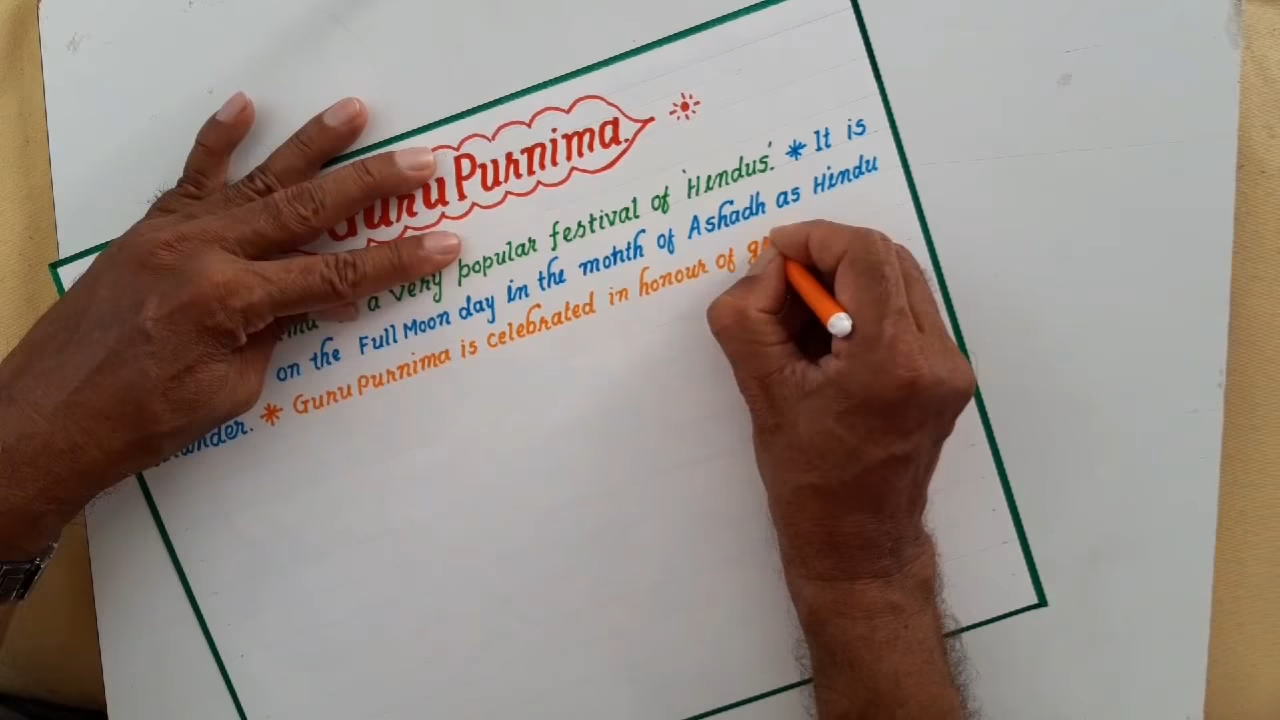 Guru Purnima.
a very popular festival of 'Hindus'. * It is
on the Full Moon day in the month of Ashadh as Hindu
* Guru Purnima is celebrated in honour of